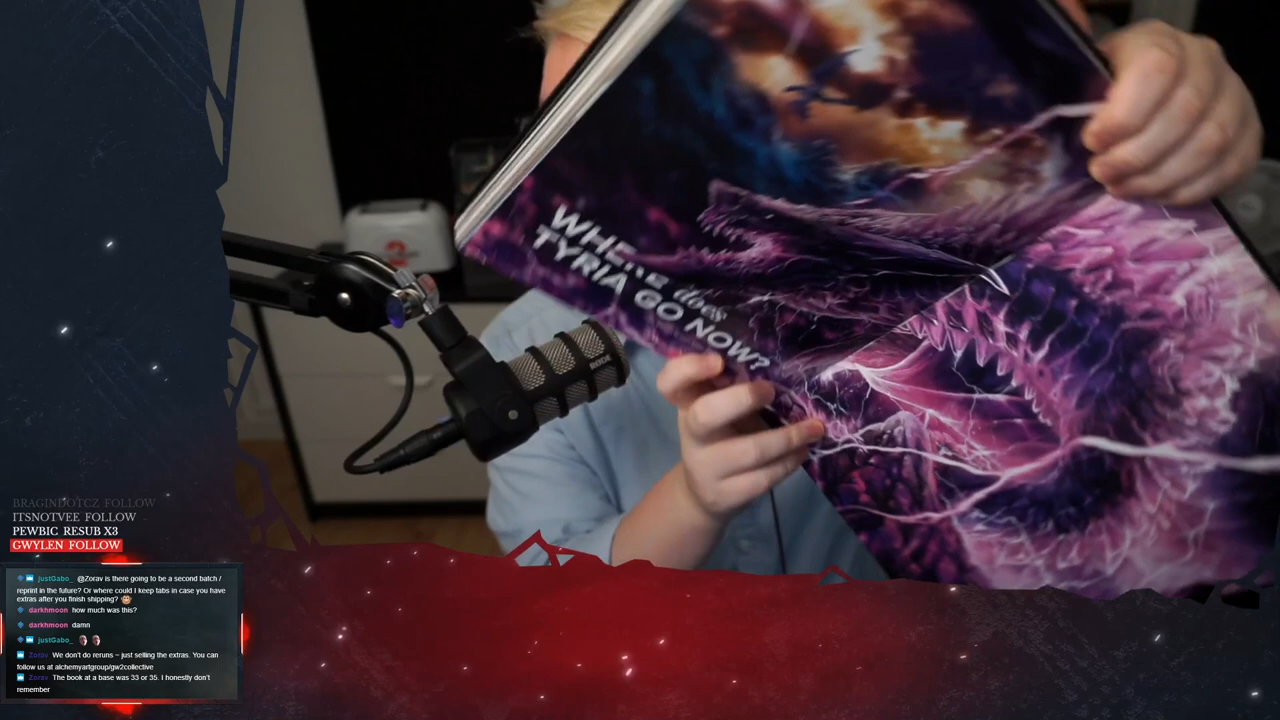 WHERE does
TYRIA GO NOW?
RODE
BRAGINDOTCZ FOLLOW
ITSNOTVEE FOLLOW
PEWBIC RESUB X3
GWYLEN FOLLOW
justGabo_ @Zorav is there going to be a second batch /
reprint in the future? Or where could I keep tabs in case you have
extras after you finish shipping?
darkhmoon how much was this?
darkhmoon damn
justGabo_
Zorav We don't do reruns – just selling the extras. You can
follow us at alchemyartgroup/gw2collective
Zorav The book at a base was 33 or 35. I honestly don't
remember